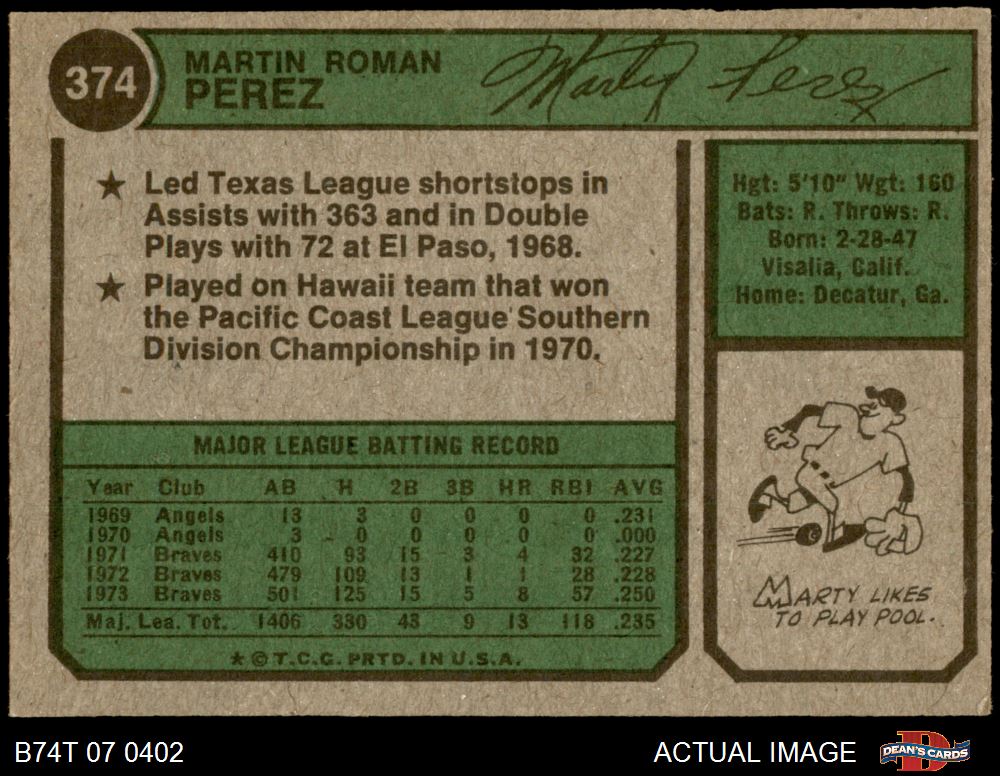 374
MARTIN ROMAN
PEREZ
Marty Perez
★ Led Texas League shortstops in
Assists with 363 and in Double
Plays with 72 at El Paso, 1968.
★ Played on Hawaii team that won
the Pacific Coast League Southern
Division Championship in 1970.
Hgt: 5'10" Wgt: 160
Bats: R. Throws: R.
Born: 2-28-47
Visalia, Calif.
Home: Decatur, Ga.
MAJOR LEAGUE BATTING RECORD
Year Club AB H 2B 3B HR RBI AVG
1969 Angels 13 3 0 0 0 0 .231
1970 Angels 3 0 0 0 0 0 .000
1971 Braves 410 93 15 3 4 32 .227
1972 Braves 479 109 13 1 1 28 .228
1973 Braves 501 125 15 5 8 57 .250
Maj. Lea. Tot. 1406 330 43 9 13 118 .235
★ © T.C.G. PRTD. IN U.S.A.
MARTY LIKES
TO PLAY POOL.
B74T 07 0402
ACTUAL IMAGE
DEAN'S CARDS